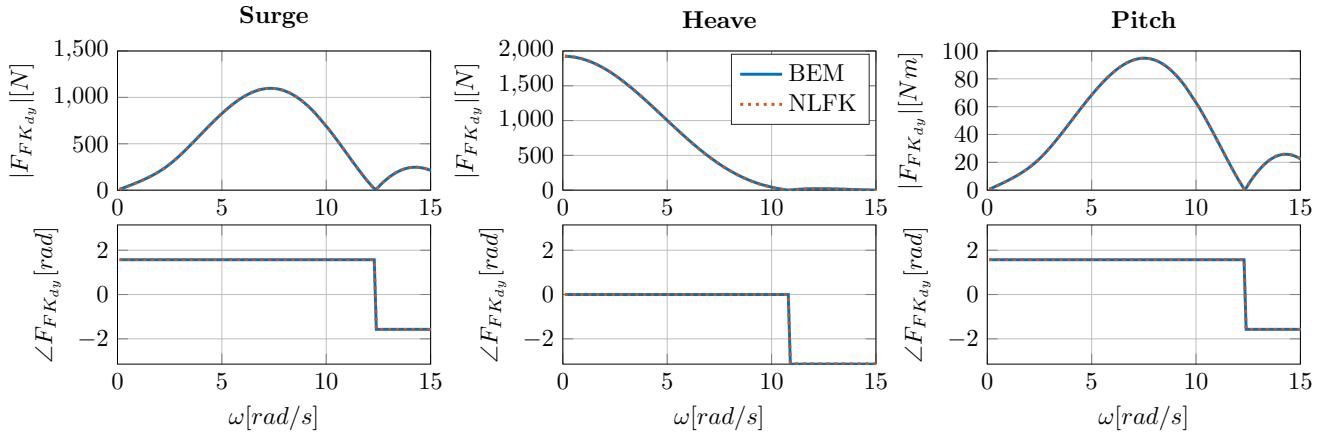 Surge
Heave
Pitch
|F_{FK_{dy}}|[N]
1,500
1,000
500
0
0 5 10 15
|F_{FK_{dy}}|[N]
2,000
1,500
1,000
500
0
0 5 10 15
BEM
NLFK
|F_{FK_{dy}}|[Nm]
100
80
60
40
20
0
0 5 10 15
∠F_{FK_{dy}}[rad]
2
0
−2
0 5 10 15
ω[rad/s]
∠F_{FK_{dy}}[rad]
2
0
−2
0 5 10 15
ω[rad/s]
∠F_{FK_{dy}}[rad]
2
0
−2
0 5 10 15
ω[rad/s]